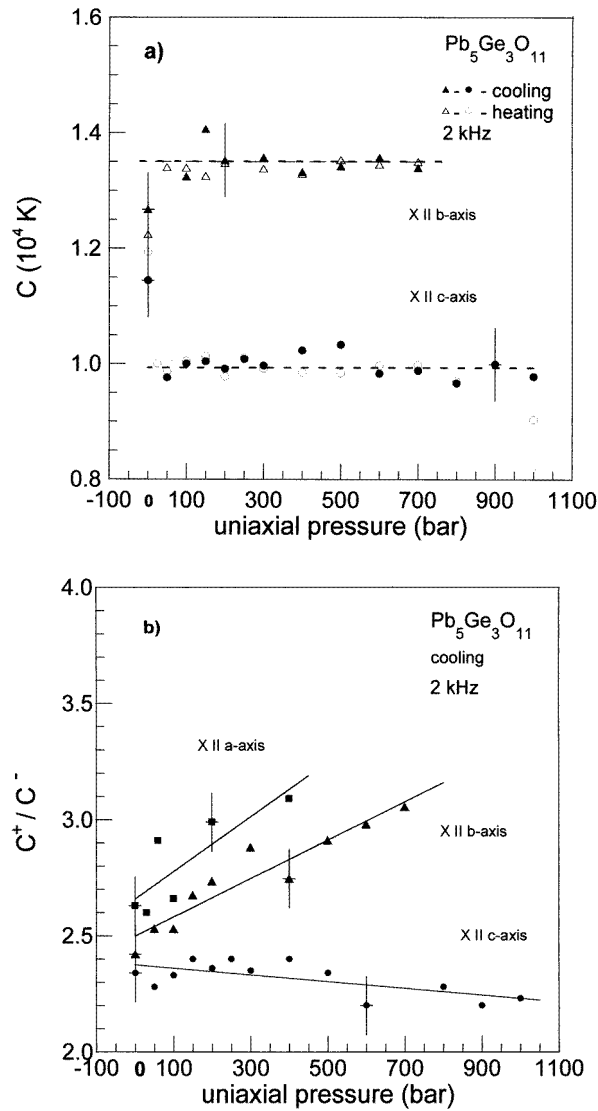 1.6
a)
Pb5Ge3O11
▲ - ● - cooling
△ - ○ - heating
2 kHz
1.4
C (10⁴ K)
X II b-axis
1.2
X II c-axis
1.0
0.8
-100 0 100 300 500 700 900 1100
uniaxial pressure (bar)
4.0
b)
Pb5Ge3O11
cooling
2 kHz
3.5
X II a-axis
C⁺/ C⁻
3.0
X II b-axis
2.5
X II c-axis
2.0
-100 0 100 300 500 700 900 1100
uniaxial pressure (bar)